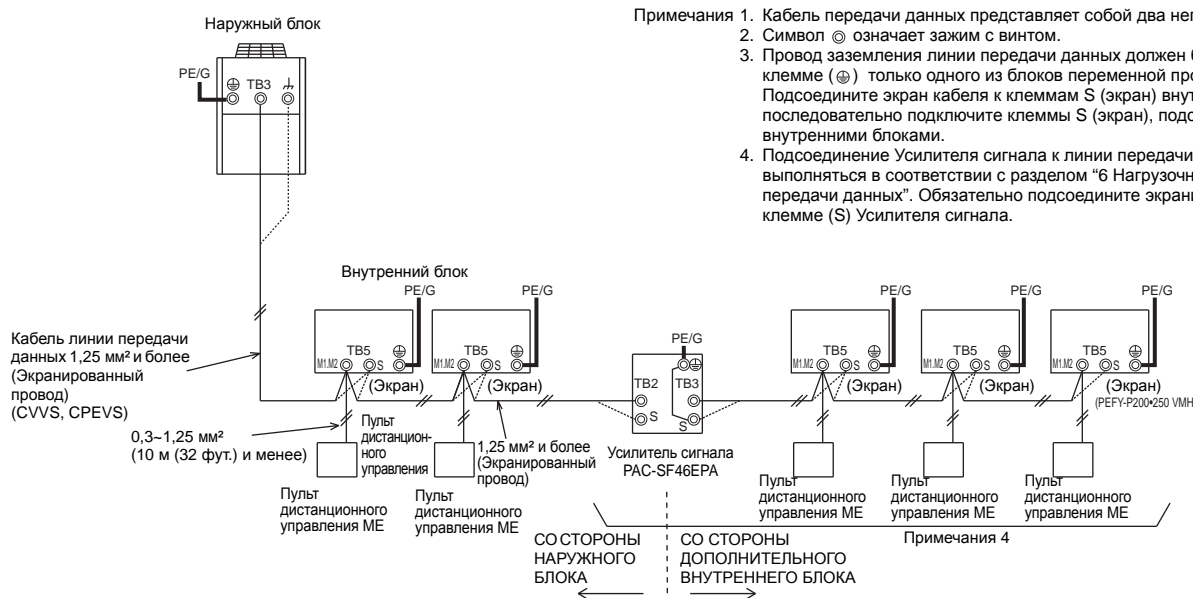 Примечания 1. Кабель передачи данных представляет собой два
2. Символ ⌾ означает зажим с винтом.
3. Провод заземления линии передачи данных должен
клемме (⏚) только одного из блоков переменной
Подсоедините экран кабеля к клеммам S (экран)
последовательно подключите клеммы S (экран),
внутренними блоками.
4. Подсоединение Усилителя сигнала к линии передачи
выполняться в соответствии с разделом “6
передачи данных”. Обязательно подсоедините
клемме (S) Усилителя сигнала.
Наружный блок
PE/G
TB3
Внутренний блок
PE/G
PE/G
PE/G
PE/G
PE/G
PE/G
Кабель линии передачи
данных 1,25 мм² и более
(Экранированный
провод)
(CVVS, CPEVS)
M1.M2
TB5
S
(Экран)
M1.M2
TB5
S
(Экран)
TB2
TB3
S
S
M1.M2
TB5
S
(Экран)
M1.M2
TB5
S
(Экран)
M1.M2
TB5
S
(Экран)
(PEFY-P200•250 VMH
0,3~1,25 мм²
(10 м (32 фут.) и менее)
Пульт
дистанцион-
ного
управления
1,25 мм² и более
(Экранированный
провод)
Усилитель сигнала
PAC-SF46EPA
Пульт
дистанционного
управления ME
Пульт
дистанционного
управления ME
Пульт
дистанционного
управления ME
Пульт
дистанционного
управления ME
Пульт
дистанционного
управления ME
Примечания 4
СО СТОРОНЫ
НАРУЖНОГО
БЛОКА
СО СТОРОНЫ
ДОПОЛНИТЕЛЬНОГО
ВНУТРЕННЕГО БЛОКА